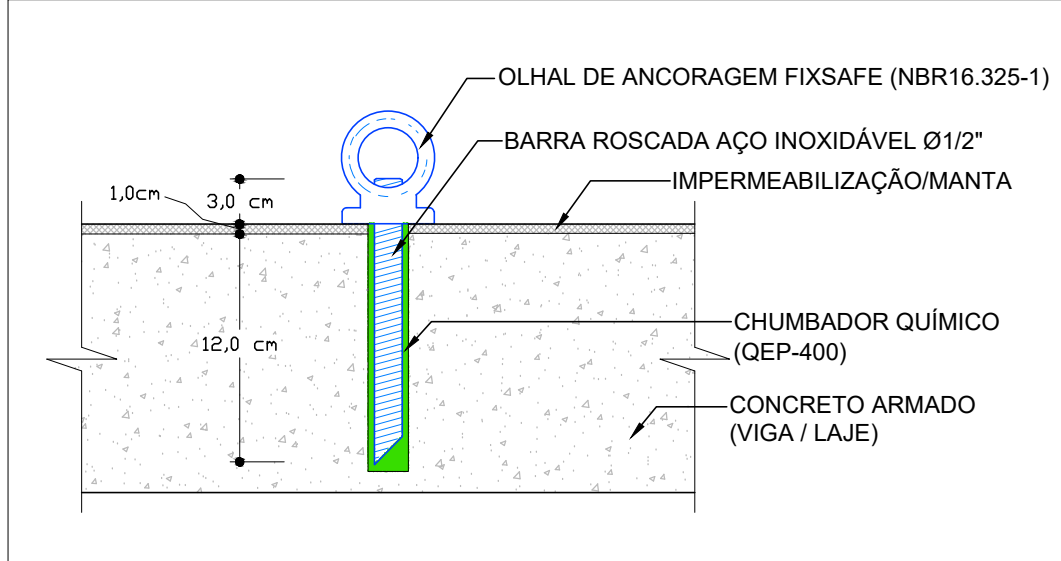 OLHAL DE ANCORAGEM FIXSAFE (NBR16.325-1)
BARRA ROSCADA AÇO INOXIDÁVEL Ø1/2"
IMPERMEABILIZAÇÃO/MANTA
1,0cm
3,0 cm
12,0 cm
CHUMBADOR QUÍMICO
(QEP-400)
CONCRETO ARMADO
(VIGA / LAJE)